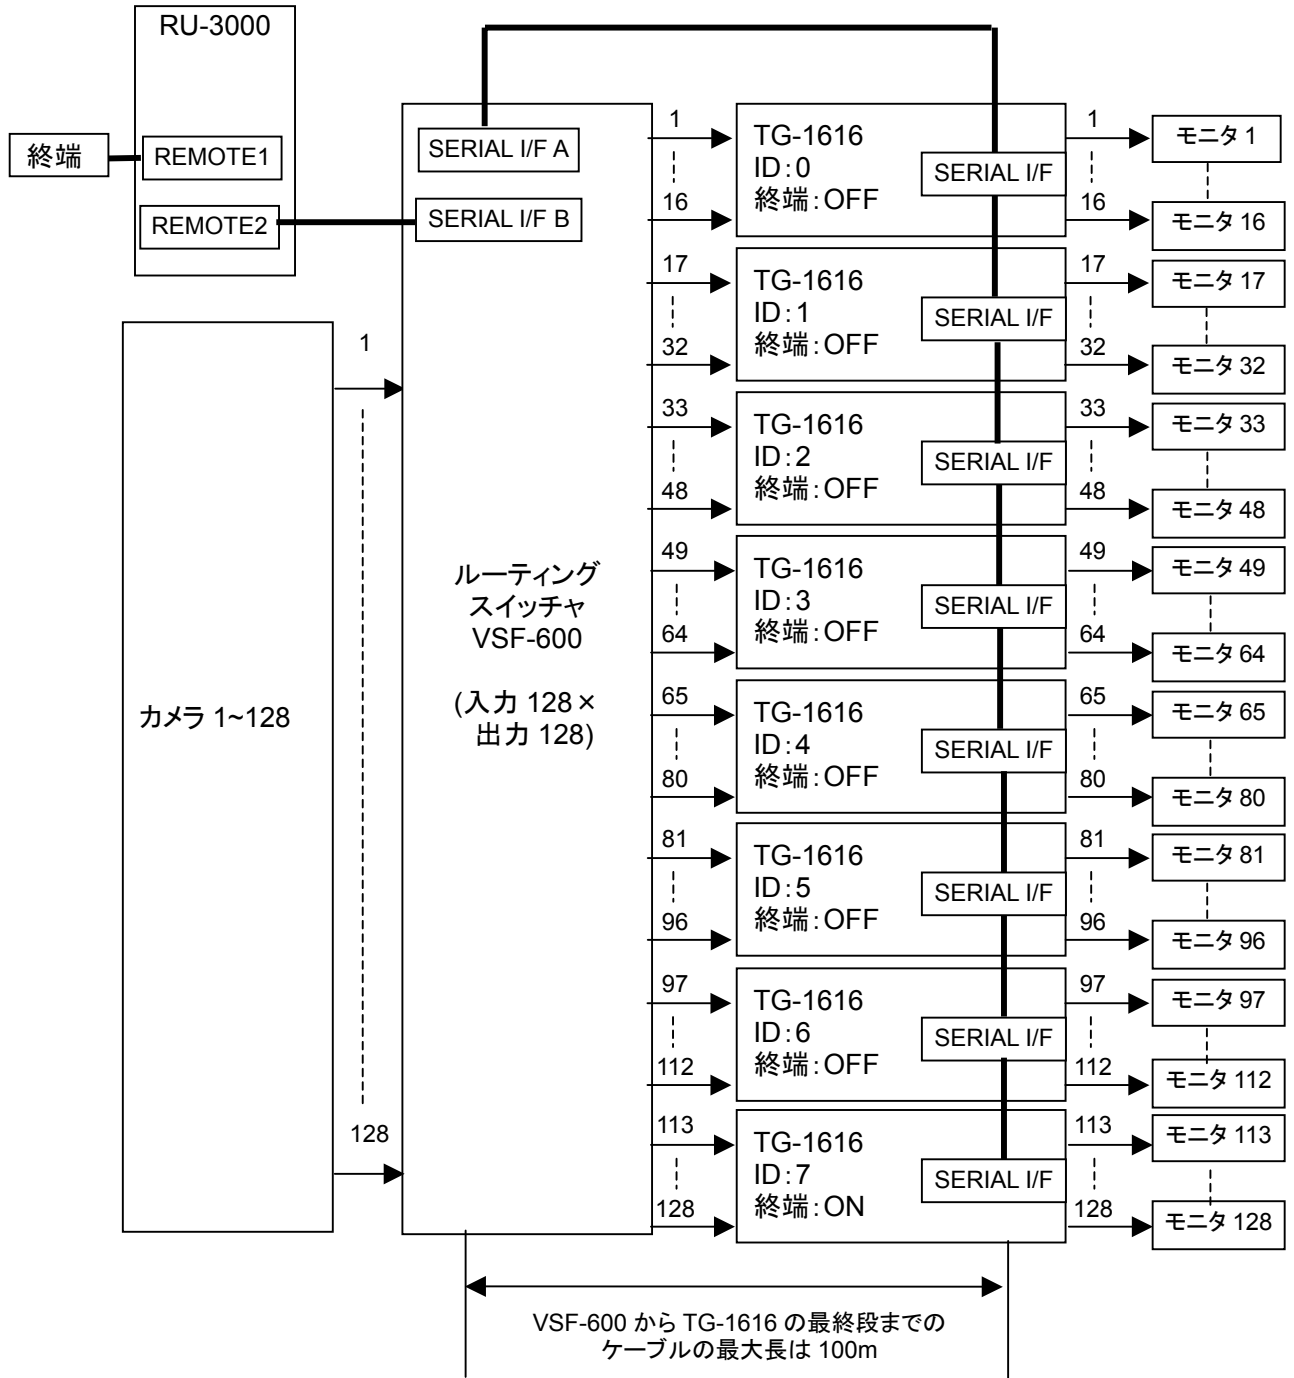 RU-3000
終端
REMOTE1
REMOTE2
SERIAL I/F A
SERIAL I/F B
カメラ 1~128
1
128
ルーティング
スイッチャ
VSF-600
(入力 128×
出力 128)
1
16
TG-1616
ID:0
終端:OFF
SERIAL I/F
1
16
モニタ 1
モニタ 16
17
32
TG-1616
ID:1
終端:OFF
SERIAL I/F
17
32
モニタ 17
モニタ 32
33
48
TG-1616
ID:2
終端:OFF
SERIAL I/F
33
48
モニタ 33
モニタ 48
49
64
TG-1616
ID:3
終端:OFF
SERIAL I/F
49
64
モニタ 49
モニタ 64
65
80
TG-1616
ID:4
終端:OFF
SERIAL I/F
65
80
モニタ 65
モニタ 80
81
96
TG-1616
ID:5
終端:OFF
SERIAL I/F
81
96
モニタ 81
モニタ 96
97
112
TG-1616
ID:6
終端:OFF
SERIAL I/F
97
112
モニタ 97
モニタ 112
113
128
TG-1616
ID:7
終端:ON
SERIAL I/F
113
128
モニタ 113
モニタ 128
VSF-600 から TG-1616 の最終段までの
ケーブルの最大長は 100m